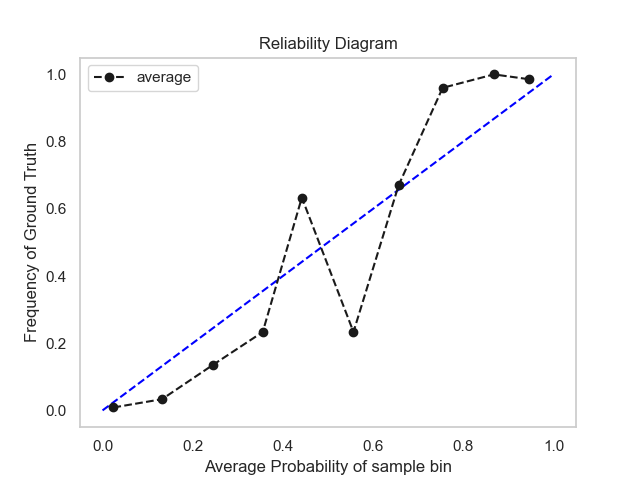 Reliability Diagram
average
Frequency of Ground Truth
1.0
0.8
0.6
0.4
0.2
0.0
0.0 0.2 0.4 0.6 0.8 1.0
Average Probability of sample bin